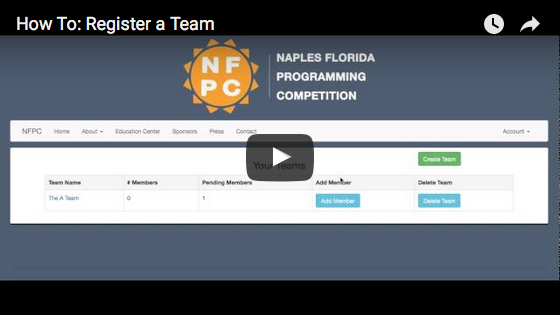 How To: Register a Team
NF
PC
NAPLES FLORIDA
PROGRAMMING
COMPETITION
NFPC Home About Education Center Sponsors Press Contact Account
Your Teams
Create Team
Team Name # Members Pending Members Add Member Delete Team
The A Team 0 1 Add Member Delete Team